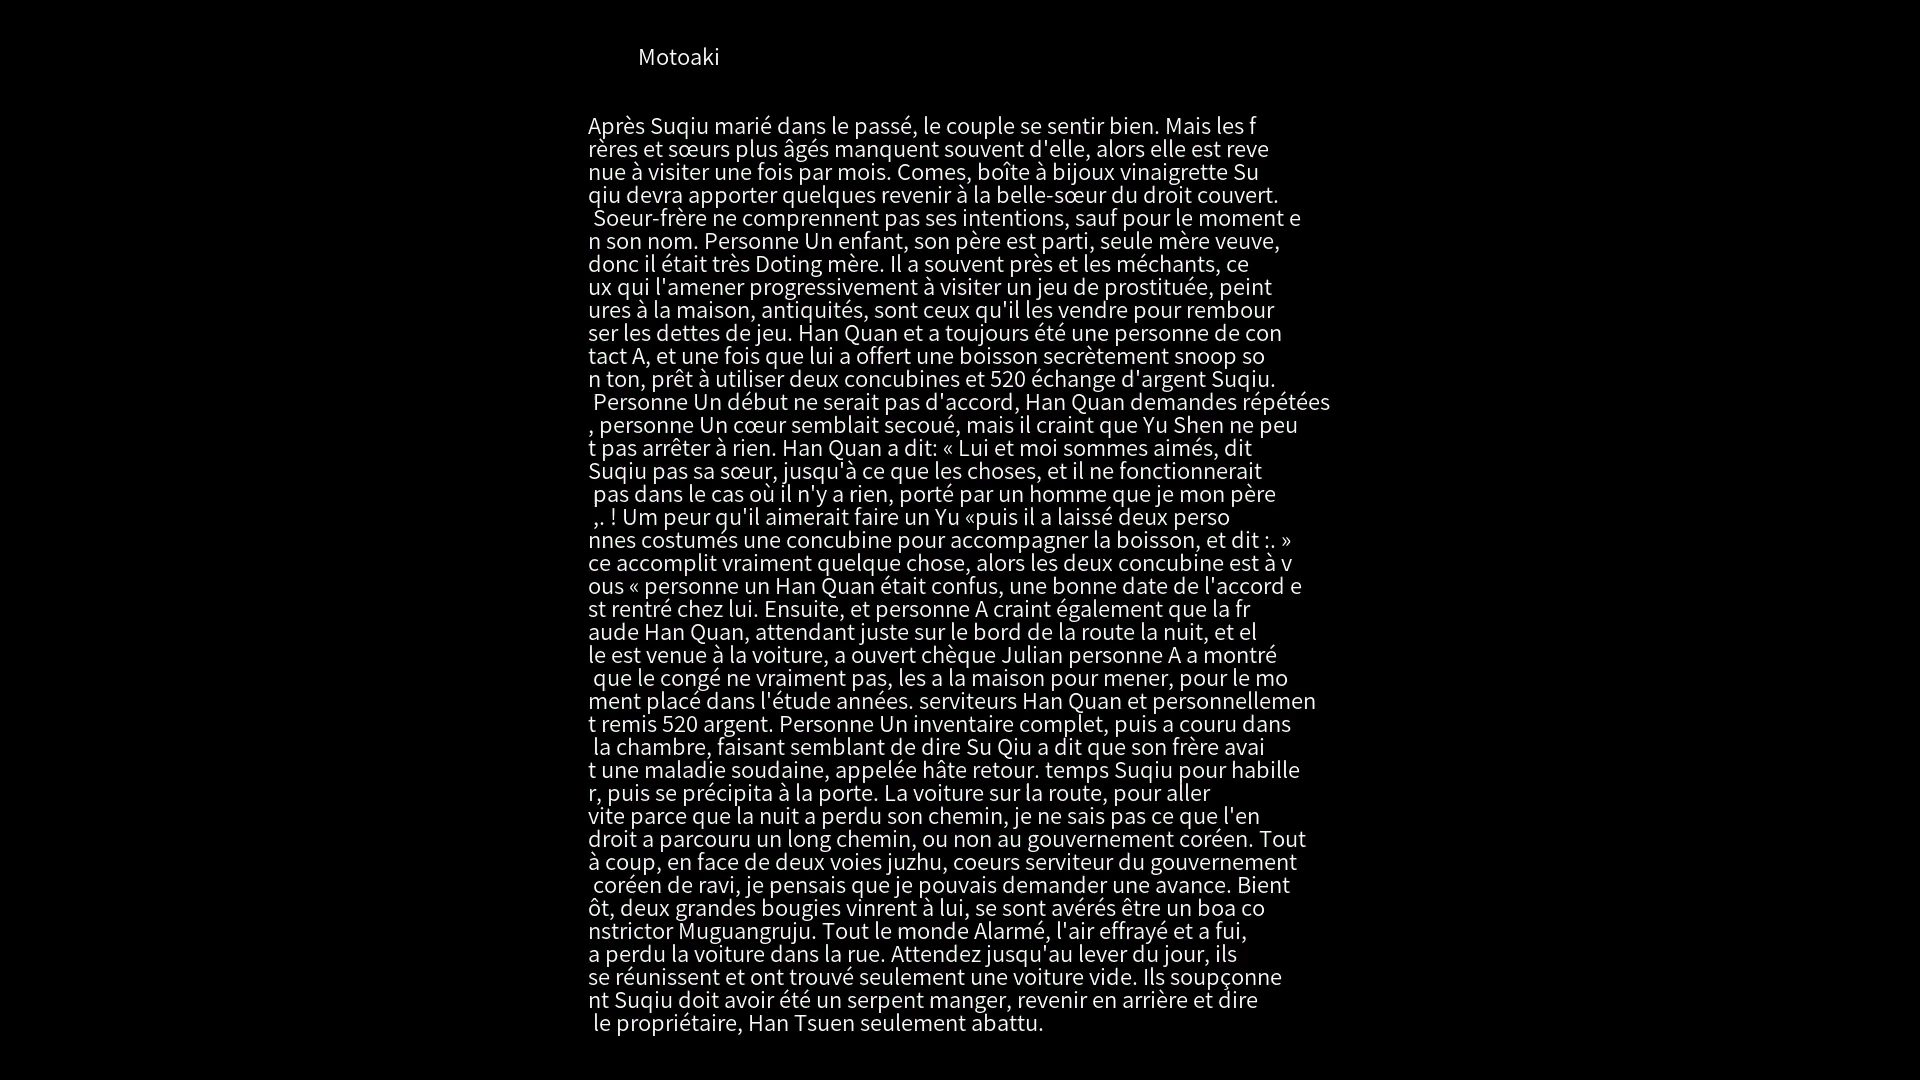 Motoaki
Après Suqiu marié dans le passé, le couple se sentir bien. Mais les f
rères et sœurs plus âgés manquent souvent d'elle, alors elle est reve
nue à visiter une fois par mois. Comes, boîte à bijoux vinaigrette Su
qiu devra apporter quelques revenir à la belle-sœur du droit couvert.
Soeur-frère ne comprennent pas ses intentions, sauf pour le moment e
n son nom. Personne Un enfant, son père est parti, seule mère veuve,
donc il était très Doting mère. Il a souvent près et les méchants, ce
ux qui l'amener progressivement à visiter un jeu de prostituée, peint
ures à la maison, antiquités, sont ceux qu'il les vendre pour rembour
ser les dettes de jeu. Han Quan et a toujours été une personne de con
tact A, et une fois que lui a offert une boisson secrètement snoop so
n ton, prêt à utiliser deux concubines et 520 échange d'argent Suqiu.
Personne Un début ne serait pas d'accord, Han Quan demandes répétées
, personne Un cœur semblait secoué, mais il craint que Yu Shen ne peu
t pas arrêter à rien. Han Quan a dit: « Lui et moi sommes aimés, dit
Suqiu pas sa sœur, jusqu'à ce que les choses, et il ne fonctionnerait
pas dans le cas où il n'y a rien, porté par un homme que je mon père
,. ! Um peur qu'il aimerait faire un Yu «puis il a laissé deux perso
nnes costumés une concubine pour accompagner la boisson, et dit :. »
ce accomplit vraiment quelque chose, alors les deux concubine est à v
ous « personne un Han Quan était confus, une bonne date de l'accord e
st rentré chez lui. Ensuite, et personne A craint également que la fr
aude Han Quan, attendant juste sur le bord de la route la nuit, et el
le est venue à la voiture, a ouvert chèque Julian personne A a montré
que le congé ne vraiment pas, les a la maison pour mener, pour le mo
ment placé dans l'étude années. serviteurs Han Quan et personnellemen
t remis 520 argent. Personne Un inventaire complet, puis a couru dans
la chambre, faisant semblant de dire Su Qiu a dit que son frère avai
t une maladie soudaine, appelée hâte retour. temps Suqiu pour habille
r, puis se précipita à la porte. La voiture sur la route, pour aller
vite parce que la nuit a perdu son chemin, je ne sais pas ce que l'en
droit a parcouru un long chemin, ou non au gouvernement coréen. Tout
à coup, en face de deux voies juzhu, coeurs serviteur du gouvernement
coréen de ravi, je pensais que je pouvais demander une avance. Bient
ôt, deux grandes bougies vinrent à lui, se sont avérés être un boa co
nstrictor Muguangruju. Tout le monde Alarmé, l'air effrayé et a fui,
a perdu la voiture dans la rue. Attendez jusqu'au lever du jour, ils
se réunissent et ont trouvé seulement une voiture vide. Ils soupçonne
nt Suqiu doit avoir été un serpent manger, revenir en arrière et dire
le propriétaire, Han Tsuen seulement abattu.